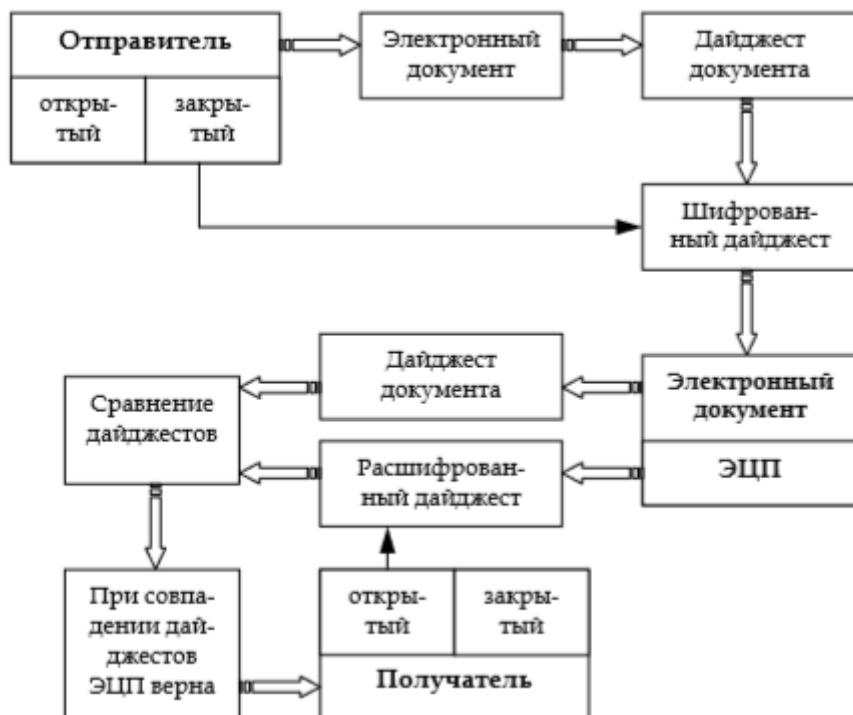 Отправитель
откры-
тый
закры-
тый
Электронный
документ
Дайджест
документа
Шифрован-
ный дайджест
Электронный
документ
ЭЦП
Дайджест
документа
Расшифрован-
ный дайджест
Сравнение
дайджестов
При совпа-
дении дай-
джестов
ЭЦП верна
откры-
тый
закры-
тый
Получатель